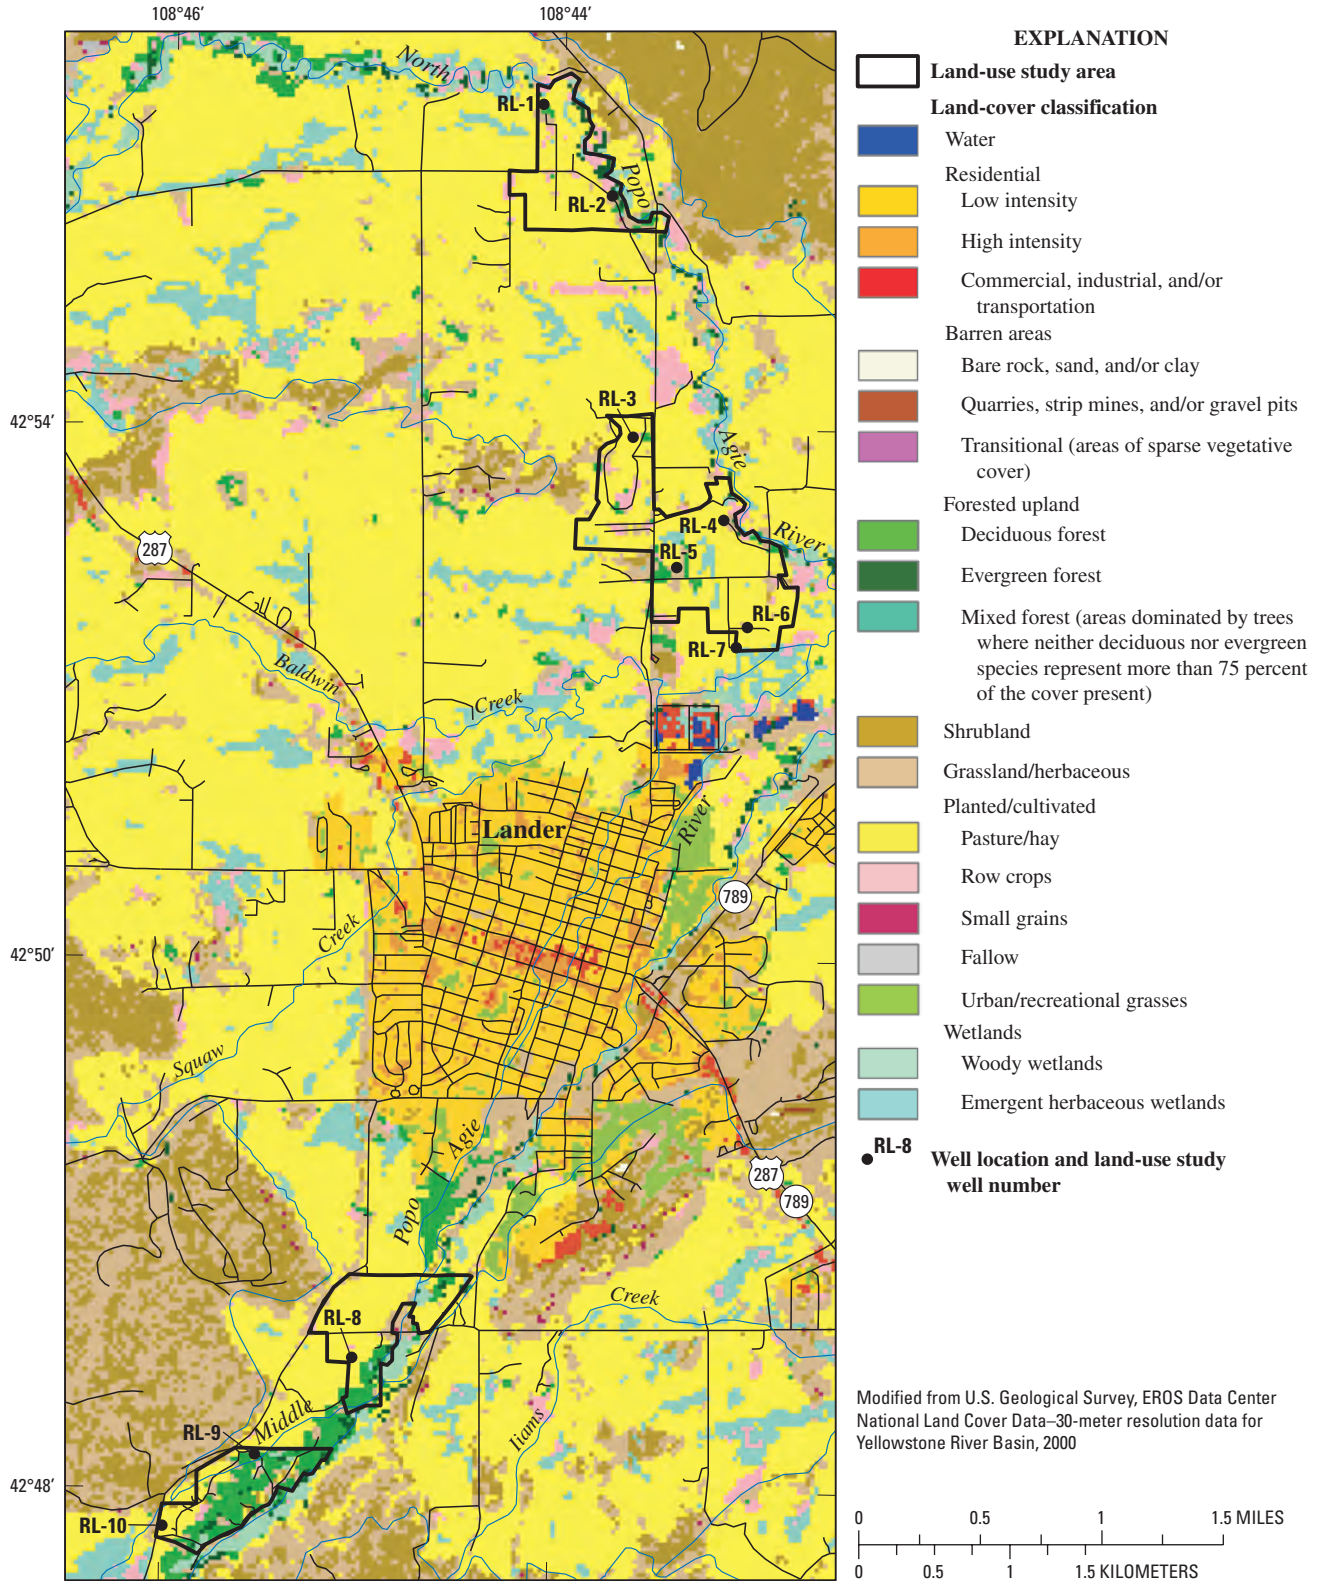 108°46′
108°44′
North
RL-1
Popo
RL-2
RL-3
42°54′
Agie
RL-4
River
287
RL-5
RL-6
RL-7
Baldwin
Creek
Lander
River
789
Creek
42°50′
Squaw
Agie
287
789
Popo
Creek
RL-8
Middle
Iiams
RL-9
42°48′
RL-10
EXPLANATION
Land-use study area
Land-cover classification
Water
Residential
Low intensity
High intensity
Commercial, industrial, and/or
transportation
Barren areas
Bare rock, sand, and/or clay
Quarries, strip mines, and/or gravel pits
Transitional (areas of sparse vegetative
cover)
Forested upland
Deciduous forest
Evergreen forest
Mixed forest (areas dominated by trees
where neither deciduous nor evergreen
species represent more than 75 percent
of the cover present)
Shrubland
Grassland/herbaceous
Planted/cultivated
Pasture/hay
Row crops
Small grains
Fallow
Urban/recreational grasses
Wetlands
Woody wetlands
Emergent herbaceous wetlands
RL-8
Well location and land-use study
well number
Modified from U.S. Geological Survey, EROS Data Center
National Land Cover Data–30-meter resolution data for
Yellowstone River Basin, 2000
0 0.5 1 1.5 MILES
0 0.5 1 1.5 KILOMETERS